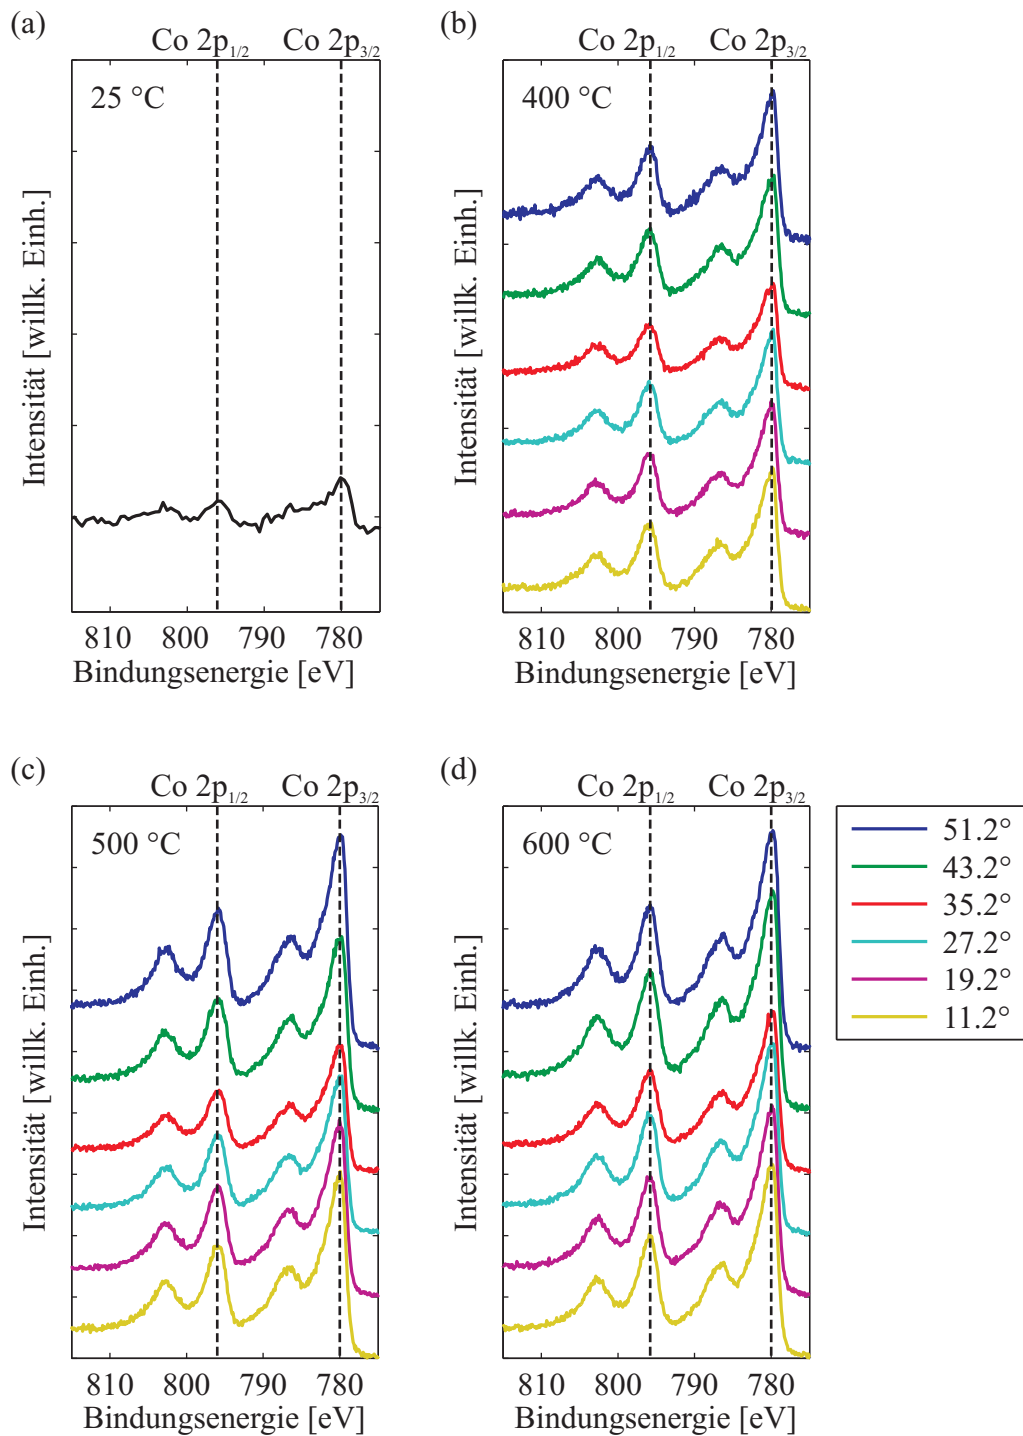 (a)
Co 2p1/2 Co 2p3/2
25 °C
Intensität [willk. Einh.]
810 800 790 780
Bindungsenergie [eV]
(b)
Co 2p1/2 Co 2p3/2
400 °C
Intensität [willk. Einh.]
810 800 790 780
Bindungsenergie [eV]
(c)
Co 2p1/2 Co 2p3/2
500 °C
Intensität [willk. Einh.]
810 800 790 780
Bindungsenergie [eV]
(d)
Co 2p1/2 Co 2p3/2
600 °C
Intensität [willk. Einh.]
810 800 790 780
Bindungsenergie [eV]
51.2°
43.2°
35.2°
27.2°
19.2°
11.2°